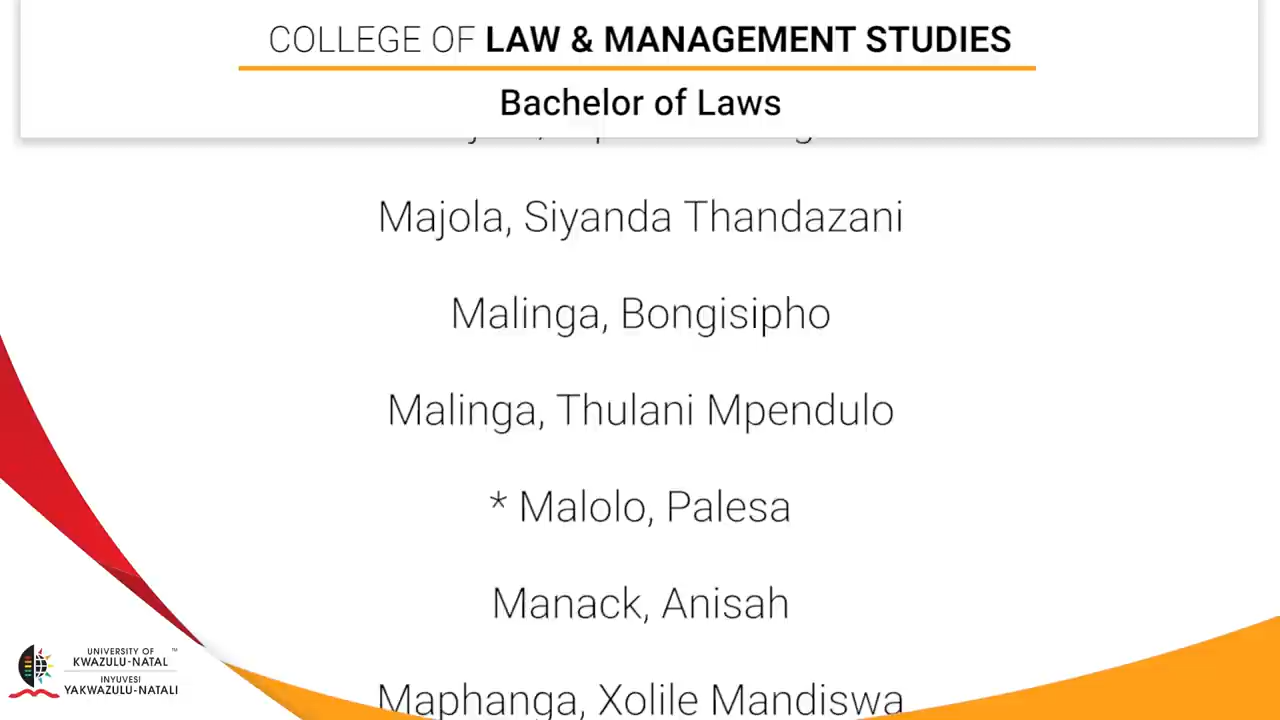 COLLEGE OF LAW & MANAGEMENT STUDIES
Bachelor of Laws
Majola, Siyanda Thandazani
Malinga, Bongisipho
Malinga, Thulani Mpendulo
* Malolo, Palesa
Manack, Anisah
Maphanga, Xolile Mandiswa
UNIVERSITY OF ™
KWAZULU-NATAL
INYUVESI
YAKWAZULU-NATALI